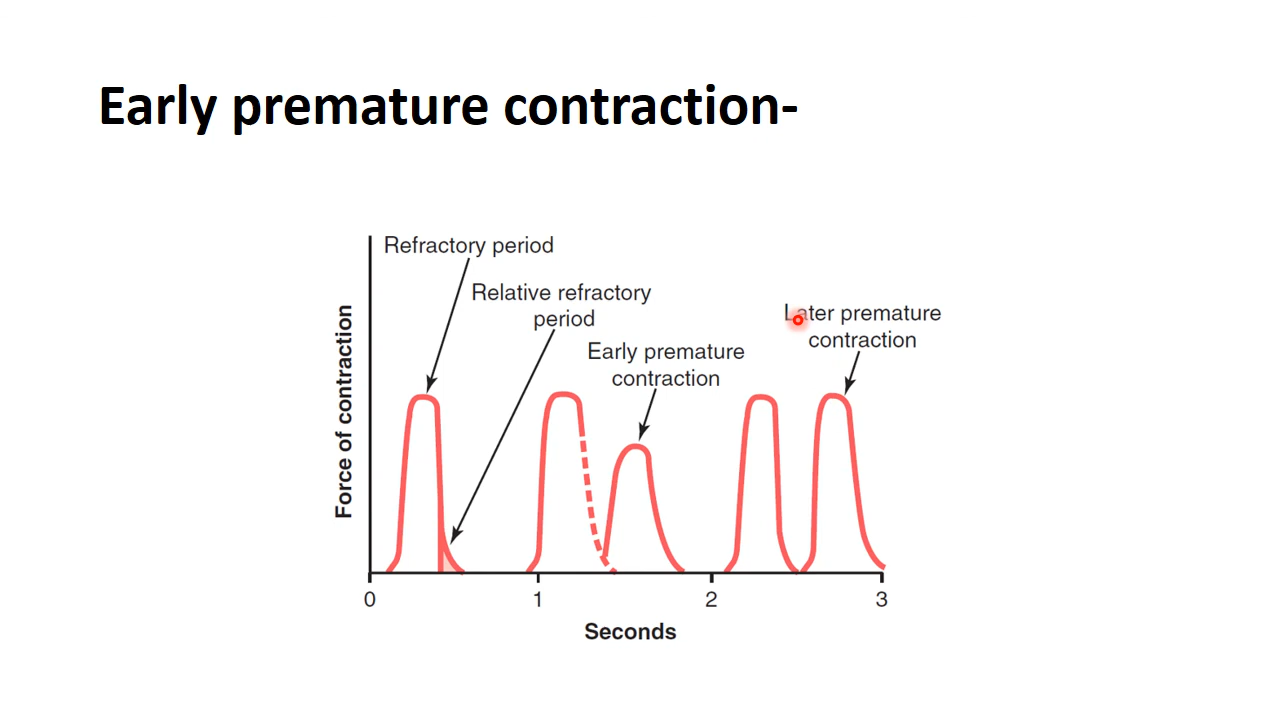 Early premature contraction-
Refractory period
Relative refractory
period
Early premature
contraction
Later premature
contraction
Force of contraction
0 1 2 3
Seconds